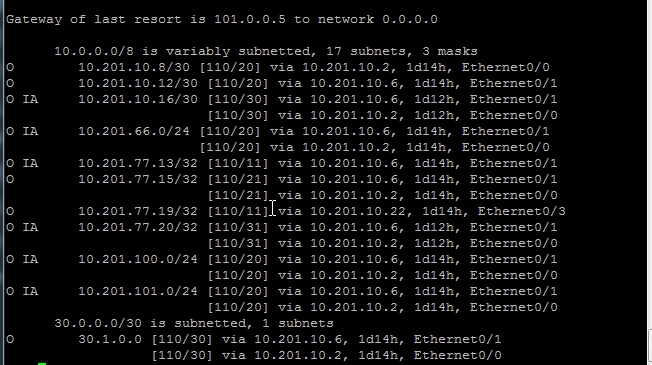 Gateway of last resort is 101.0.0.5 to network 0.0.0.0
10.0.0.0/8 is variably subnetted, 17 subnets, 3 masks
O 10.201.10.8/30 [110/20] via 10.201.10.2, 1d14h, Ethernet0/0
O 10.201.10.12/30 [110/20] via 10.201.10.6, 1d14h, Ethernet0/1
O IA 10.201.10.16/30 [110/30] via 10.201.10.6, 1d12h, Ethernet0/1
[110/30] via 10.201.10.2, 1d12h, Ethernet0/0
O IA 10.201.66.0/24 [110/20] via 10.201.10.6, 1d14h, Ethernet0/1
[110/20] via 10.201.10.2, 1d14h, Ethernet0/0
O IA 10.201.77.13/32 [110/11] via 10.201.10.6, 1d14h, Ethernet0/1
O 10.201.77.15/32 [110/21] via 10.201.10.6, 1d14h, Ethernet0/1
[110/21] via 10.201.10.2, 1d14h, Ethernet0/0
O 10.201.77.19/32 [110/11] via 10.201.10.22, 1d14h, Ethernet0/3
O IA 10.201.77.20/32 [110/31] via 10.201.10.6, 1d12h, Ethernet0/1
[110/31] via 10.201.10.2, 1d12h, Ethernet0/0
O IA 10.201.100.0/24 [110/20] via 10.201.10.6, 1d14h, Ethernet0/1
[110/20] via 10.201.10.2, 1d14h, Ethernet0/0
O IA 10.201.101.0/24 [110/20] via 10.201.10.6, 1d14h, Ethernet0/1
[110/20] via 10.201.10.2, 1d14h, Ethernet0/0
30.0.0.0/30 is subnetted, 1 subnets
O 30.1.0.0 [110/30] via 10.201.10.6, 1d14h, Ethernet0/1
[110/30] via 10.201.10.2, 1d14h, Ethernet0/0